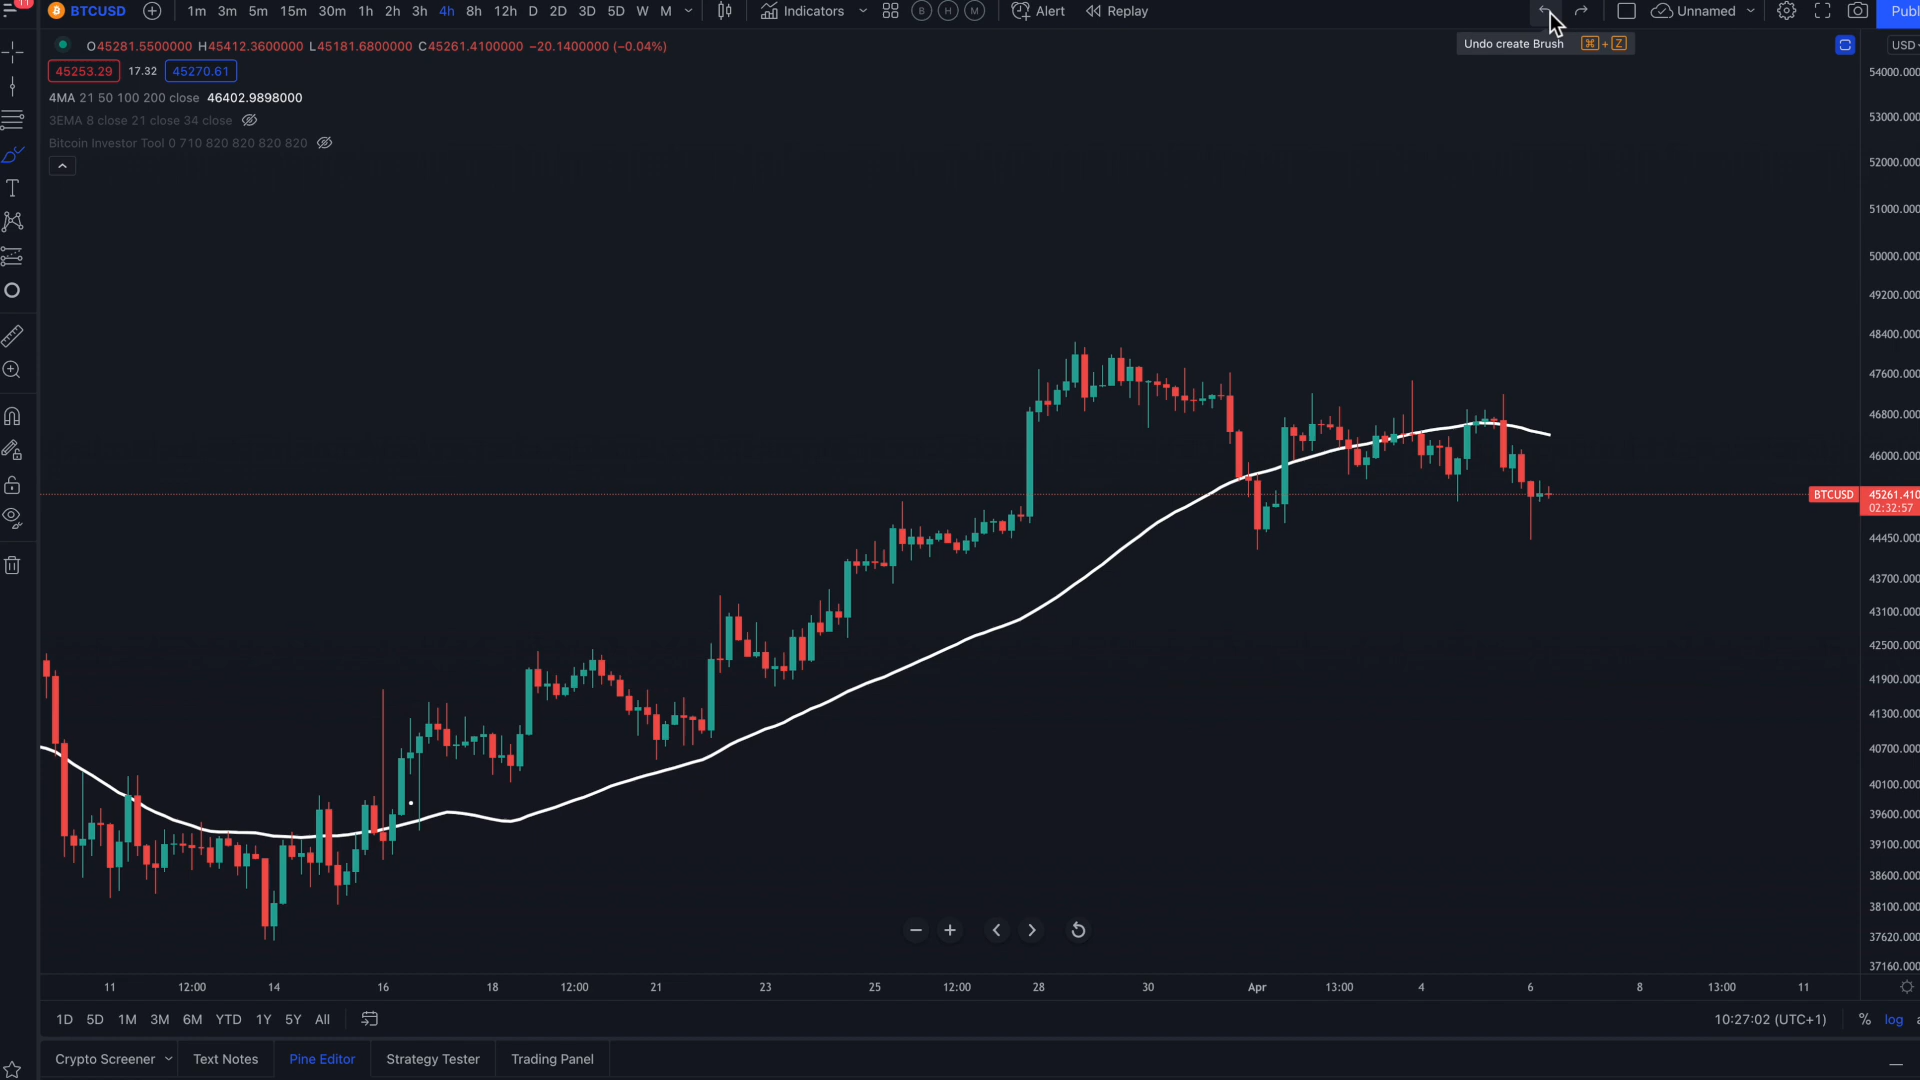 11
BTCUSD 1m 3m 5m 15m 30m 1h 2h 3h 4h 8h 12h D 2D 3D 5D W M Indicators B H M Alert Replay Unnamed Publ
Undo create Brush ⌘ + Z
USD
O45281.5500000 H45412.3600000 L45181.6800000 C45261.4100000 −20.1400000 (−0.04%)
45253.29 17.32 45270.61
4MA 21 50 100 200 close 46402.9898000
3EMA 8 close 21 close 34 close
Bitcoin Investor Tool 0 710 820 820 820 820
54000.000
53000.000
52000.000
51000.000
50000.000
49200.000
48400.000
47600.000
46800.000
46000.000
BTCUSD 45261.410
02:32:57
44450.000
43700.000
43100.000
42500.000
41900.000
41300.000
40700.000
40100.000
39600.000
39100.000
38600.000
38100.000
37620.000
37160.000
11 12:00 14 16 18 12:00 21 23 25 12:00 28 30 Apr 13:00 4 6 8 13:00 11
1D 5D 1M 3M 6M YTD 1Y 5Y All 10:27:02 (UTC+1) % log a
Crypto Screener Text Notes Pine Editor Strategy Tester Trading Panel